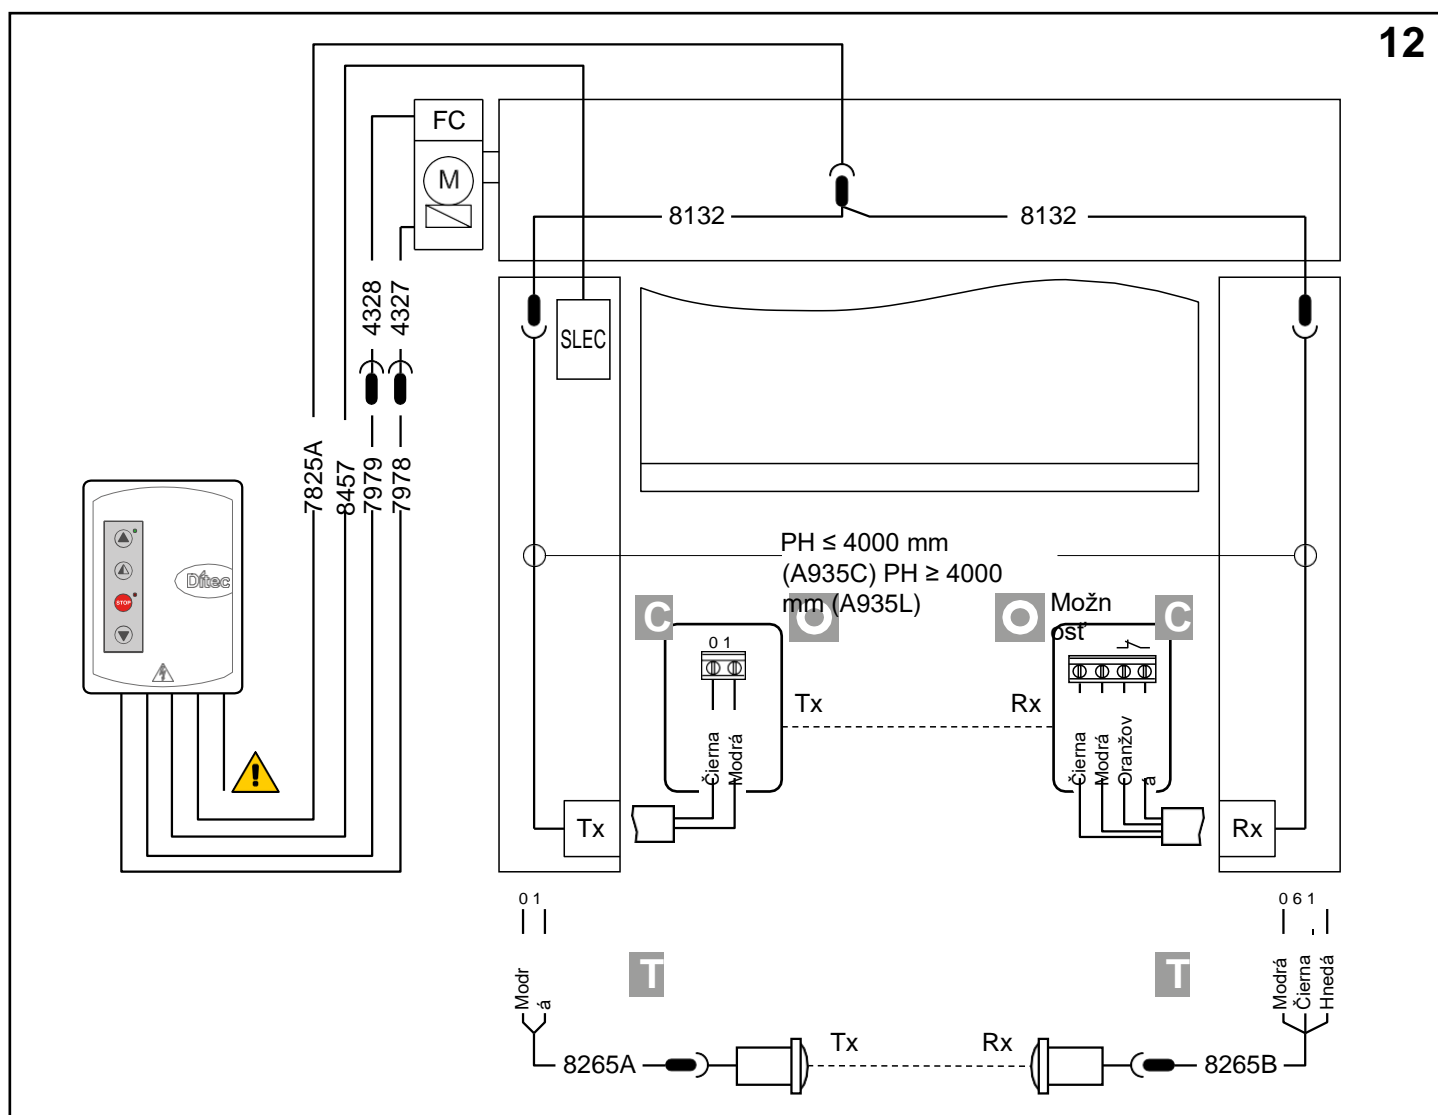 12
FC
M
8132
8132
4328
4327
SLEC
7825A
8457
7979
7978
Ditec
STOP
PH ≤ 4000 mm
(A935C) PH ≥ 4000
mm (A935L)
C
O
O
Možn
osť
C
0 1
Tx
Rx
Čierna
Modrá
Čierna
Modrá
Oranžov
á
Tx
Rx
0 1
0 6 1
Modr
á
T
T
Modrá
Čierna
Hnedá
Tx
Rx
8265A
8265B